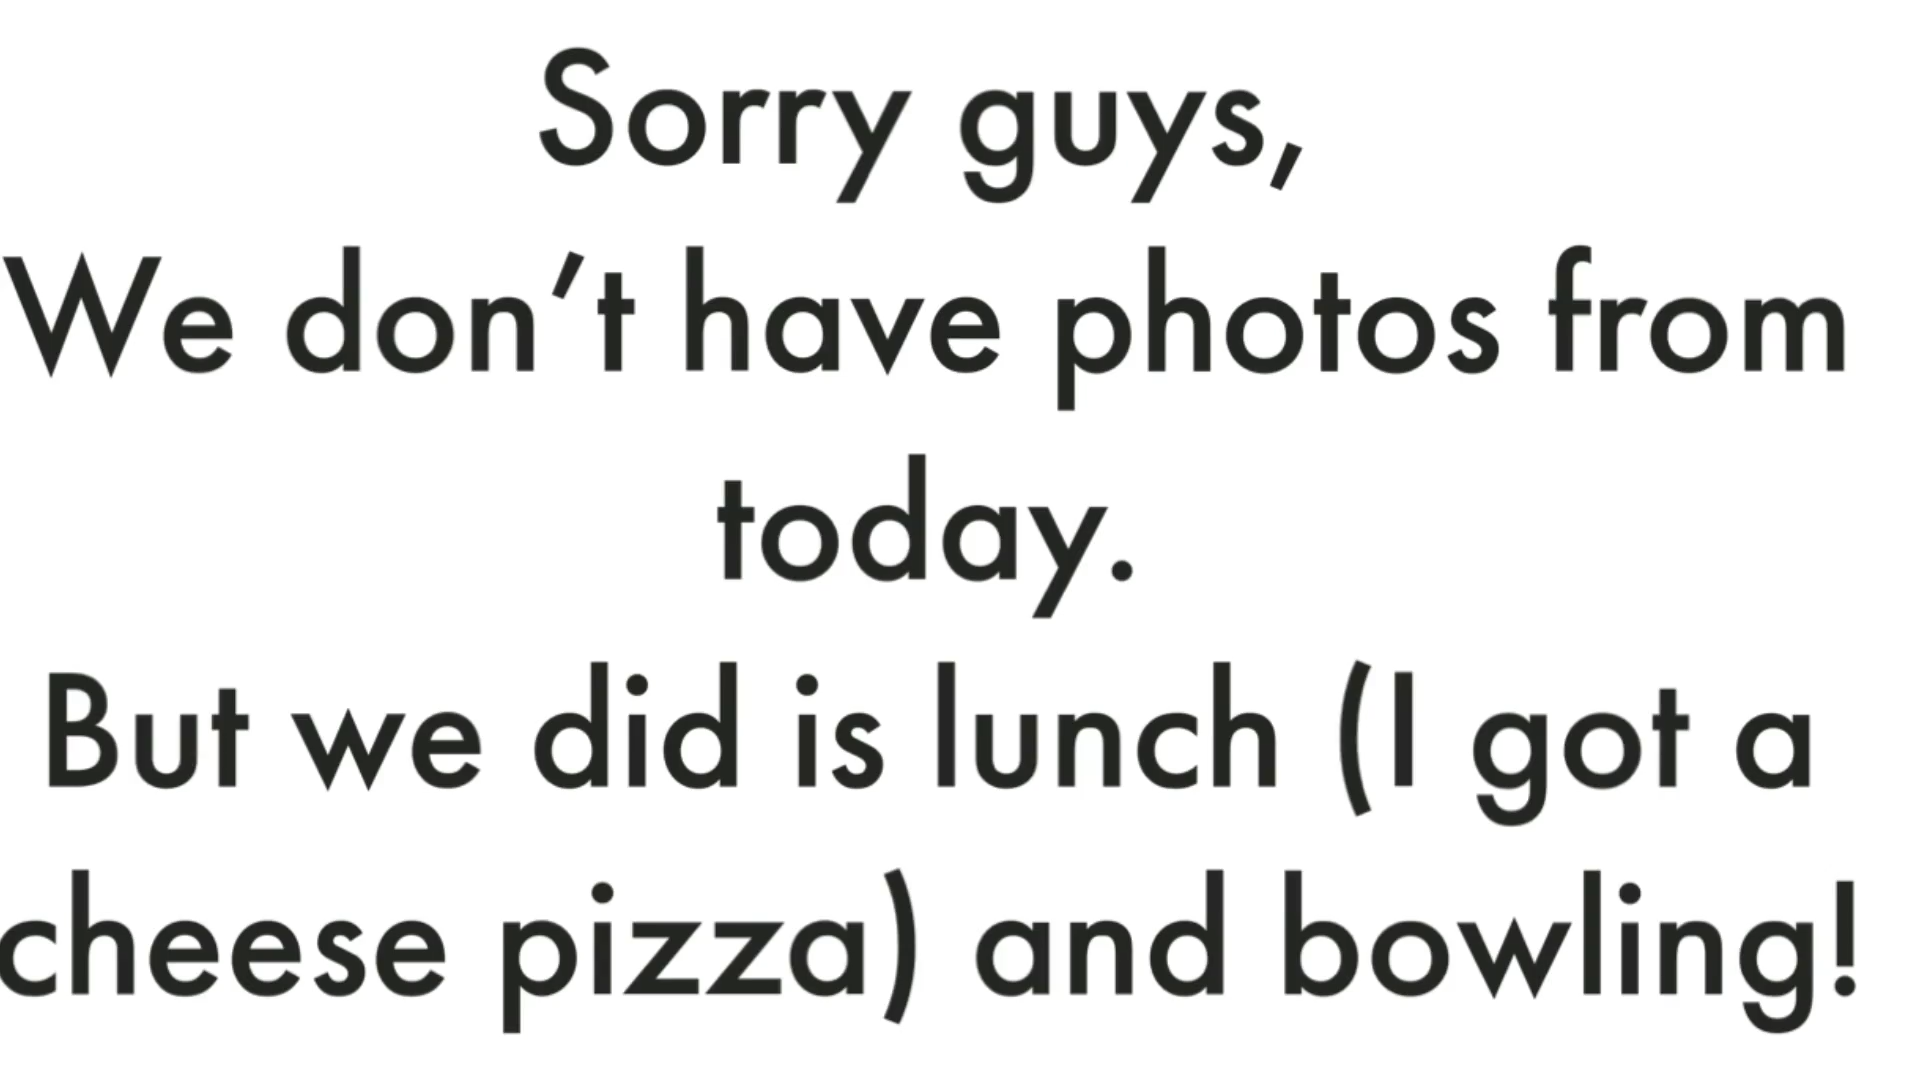 Sorry guys,
We don’t have photos from
today.
But we did is lunch (I got a
cheese pizza) and bowling!